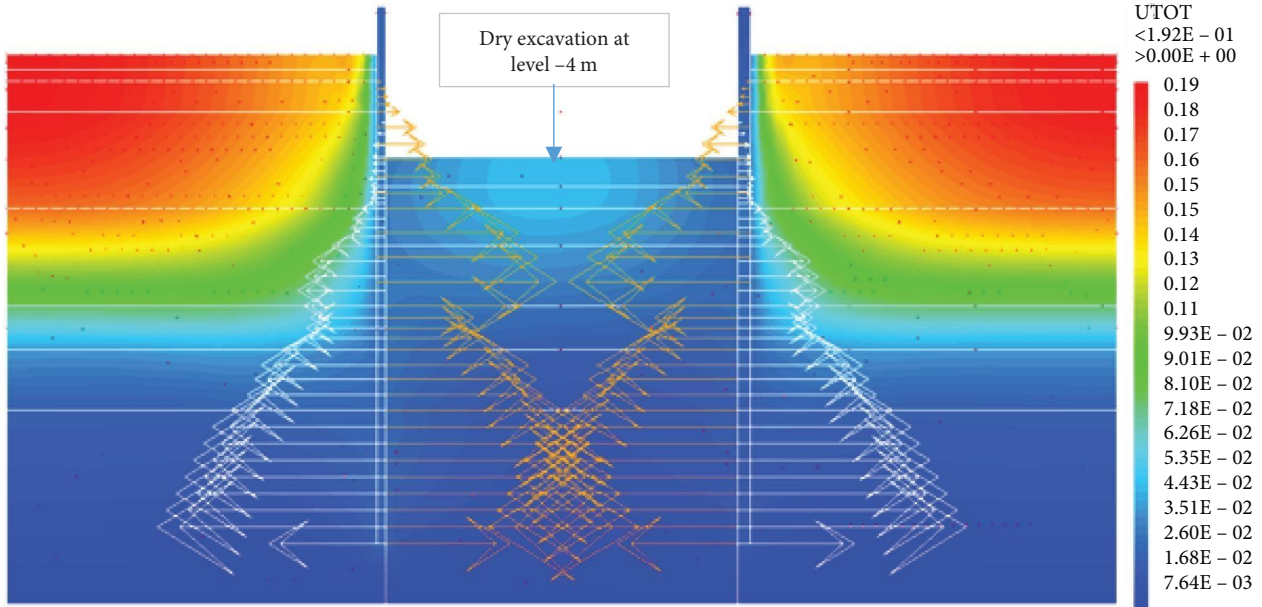 Dry excavation at
level –4 m
UTOT
<1.92E – 01
>0.00E + 00
0.19
0.18
0.17
0.16
0.15
0.15
0.14
0.13
0.12
0.11
9.93E – 02
9.01E – 02
8.10E – 02
7.18E – 02
6.26E – 02
5.35E – 02
4.43E – 02
3.51E – 02
2.60E – 02
1.68E – 02
7.64E – 03